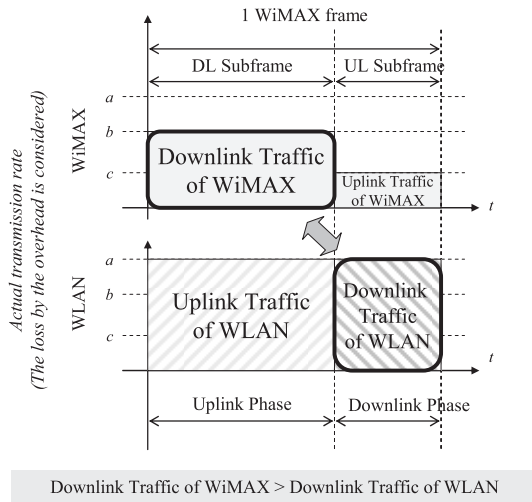 1 WiMAX frame
DL Subframe
UL Subframe
Actual transmission rate
(The loss by the overhead is considered)
WiMAX
a
b
c
Downlink Traffic
of WiMAX
Uplink Traffic
of WiMAX
t
WLAN
a
b
c
Uplink Traffic
of WLAN
Downlink
Traffic
of WLAN
t
Uplink Phase
Downlink Phase
Downlink Traffic of WiMAX > Downlink Traffic of WLAN